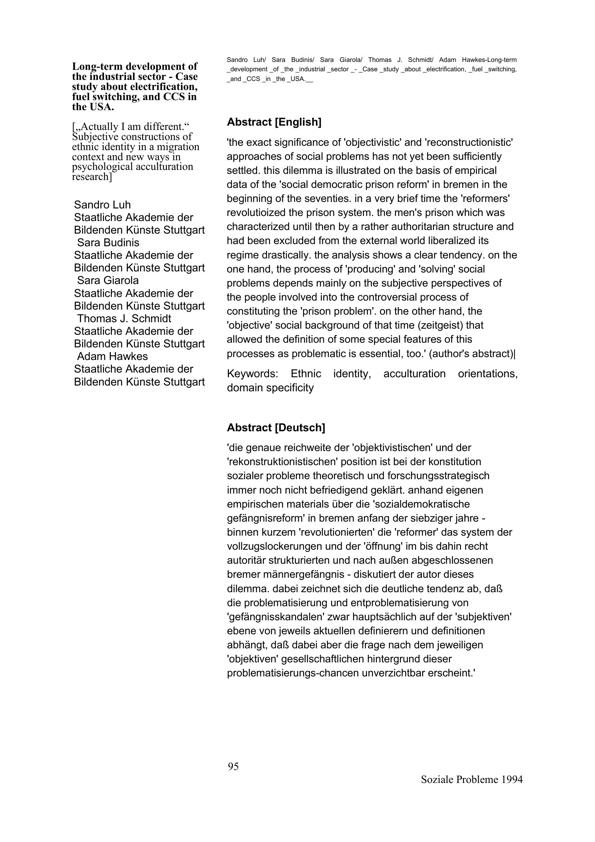 Long-term development of
the industrial sector - Case
study about electrification,
fuel switching, and CCS in
the USA.
[„Actually I am different.“
Subjective constructions of
ethnic identity in a migration
context and new ways in
psychological acculturation
research]
Sandro Luh
Staatliche Akademie der
Bildenden Künste Stuttgart
Sara Budinis
Staatliche Akademie der
Bildenden Künste Stuttgart
Sara Giarola
Staatliche Akademie der
Bildenden Künste Stuttgart
Thomas J. Schmidt
Staatliche Akademie der
Bildenden Künste Stuttgart
Adam Hawkes
Staatliche Akademie der
Bildenden Künste Stuttgart
Sandro Luh/ Sara Budinis/ Sara Giarola/ Thomas J. Schmidt/ Adam Hawkes-Long-term
_development _of _the _industrial _sector _- _Case _study _about _electrification, _fuel _switching,
_and _CCS _in _the _USA.__
Abstract [English]
'the exact significance of 'objectivistic' and 'reconstructionistic'
approaches of social problems has not yet been sufficiently
settled. this dilemma is illustrated on the basis of empirical
data of the 'social democratic prison reform' in bremen in the
beginning of the seventies. in a very brief time the 'reformers'
revolutioized the prison system. the men's prison which was
characterized until then by a rather authoritarian structure and
had been excluded from the external world liberalized its
regime drastically. the analysis shows a clear tendency. on the
one hand, the process of 'producing' and 'solving' social
problems depends mainly on the subjective perspectives of
the people involved into the controversial process of
constituting the 'prison problem'. on the other hand, the
'objective' social background of that time (zeitgeist) that
allowed the definition of some special features of this
processes as problematic is essential, too.' (author's abstract)|
Keywords: Ethnic identity, acculturation orientations,
domain specificity
Abstract [Deutsch]
'die genaue reichweite der 'objektivistischen' und der
'rekonstruktionistischen' position ist bei der konstitution
sozialer probleme theoretisch und forschungsstrategisch
immer noch nicht befriedigend geklärt. anhand eigenen
empirischen materials über die 'sozialdemokratische
gefängnisreform' in bremen anfang der siebziger jahre -
binnen kurzem 'revolutionierten' die 'reformer' das system der
vollzugslockerungen und der 'öffnung' im bis dahin recht
autoritär strukturierten und nach außen abgeschlossenen
bremer männergefängnis - diskutiert der autor dieses
dilemma. dabei zeichnet sich die deutliche tendenz ab, daß
die problematisierung und entproblematisierung von
'gefängnisskandalen' zwar hauptsächlich auf der 'subjektiven'
ebene von jeweils aktuellen definierern und definitionen
abhängt, daß dabei aber die frage nach dem jeweiligen
'objektiven' gesellschaftlichen hintergrund dieser
problematisierungs-chancen unverzichtbar erscheint.'
95
Soziale Probleme 1994